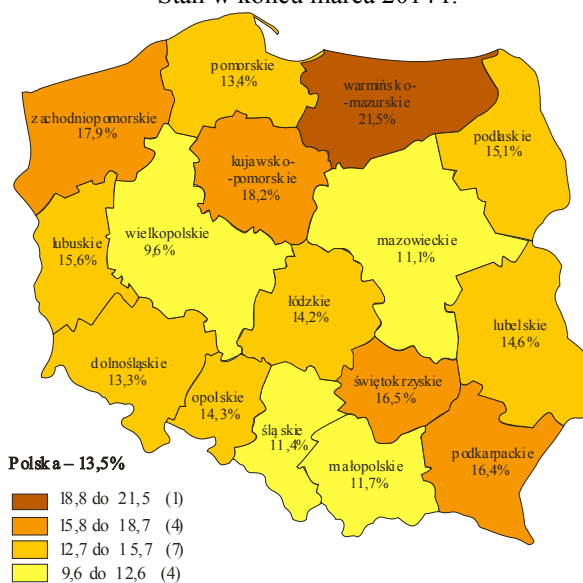 Stan w końcu marca 2014 r.
pomorskie
13,4%
warmińsko-
-mazurskie
21,5%
zachodniopomorskie
17,9%
podlaskie
15,1%
kujawsko-
-pomorskie
18,2%
wielkopolskie
9,6%
mazowieckie
11,1%
lubuskie
15,6%
łódzkie
14,2%
lubelskie
14,6%
dolnośląskie
13,3%
opolskie
14,3%
świętokrzyskie
16,5%
śląskie
11,4%
małopolskie
11,7%
podkarpackie
16,4%
Polska – 13,5%
18,8 do 21,5 (1)
15,8 do 18,7 (4)
12,7 do 15,7 (7)
9,6 do 12,6 (4)